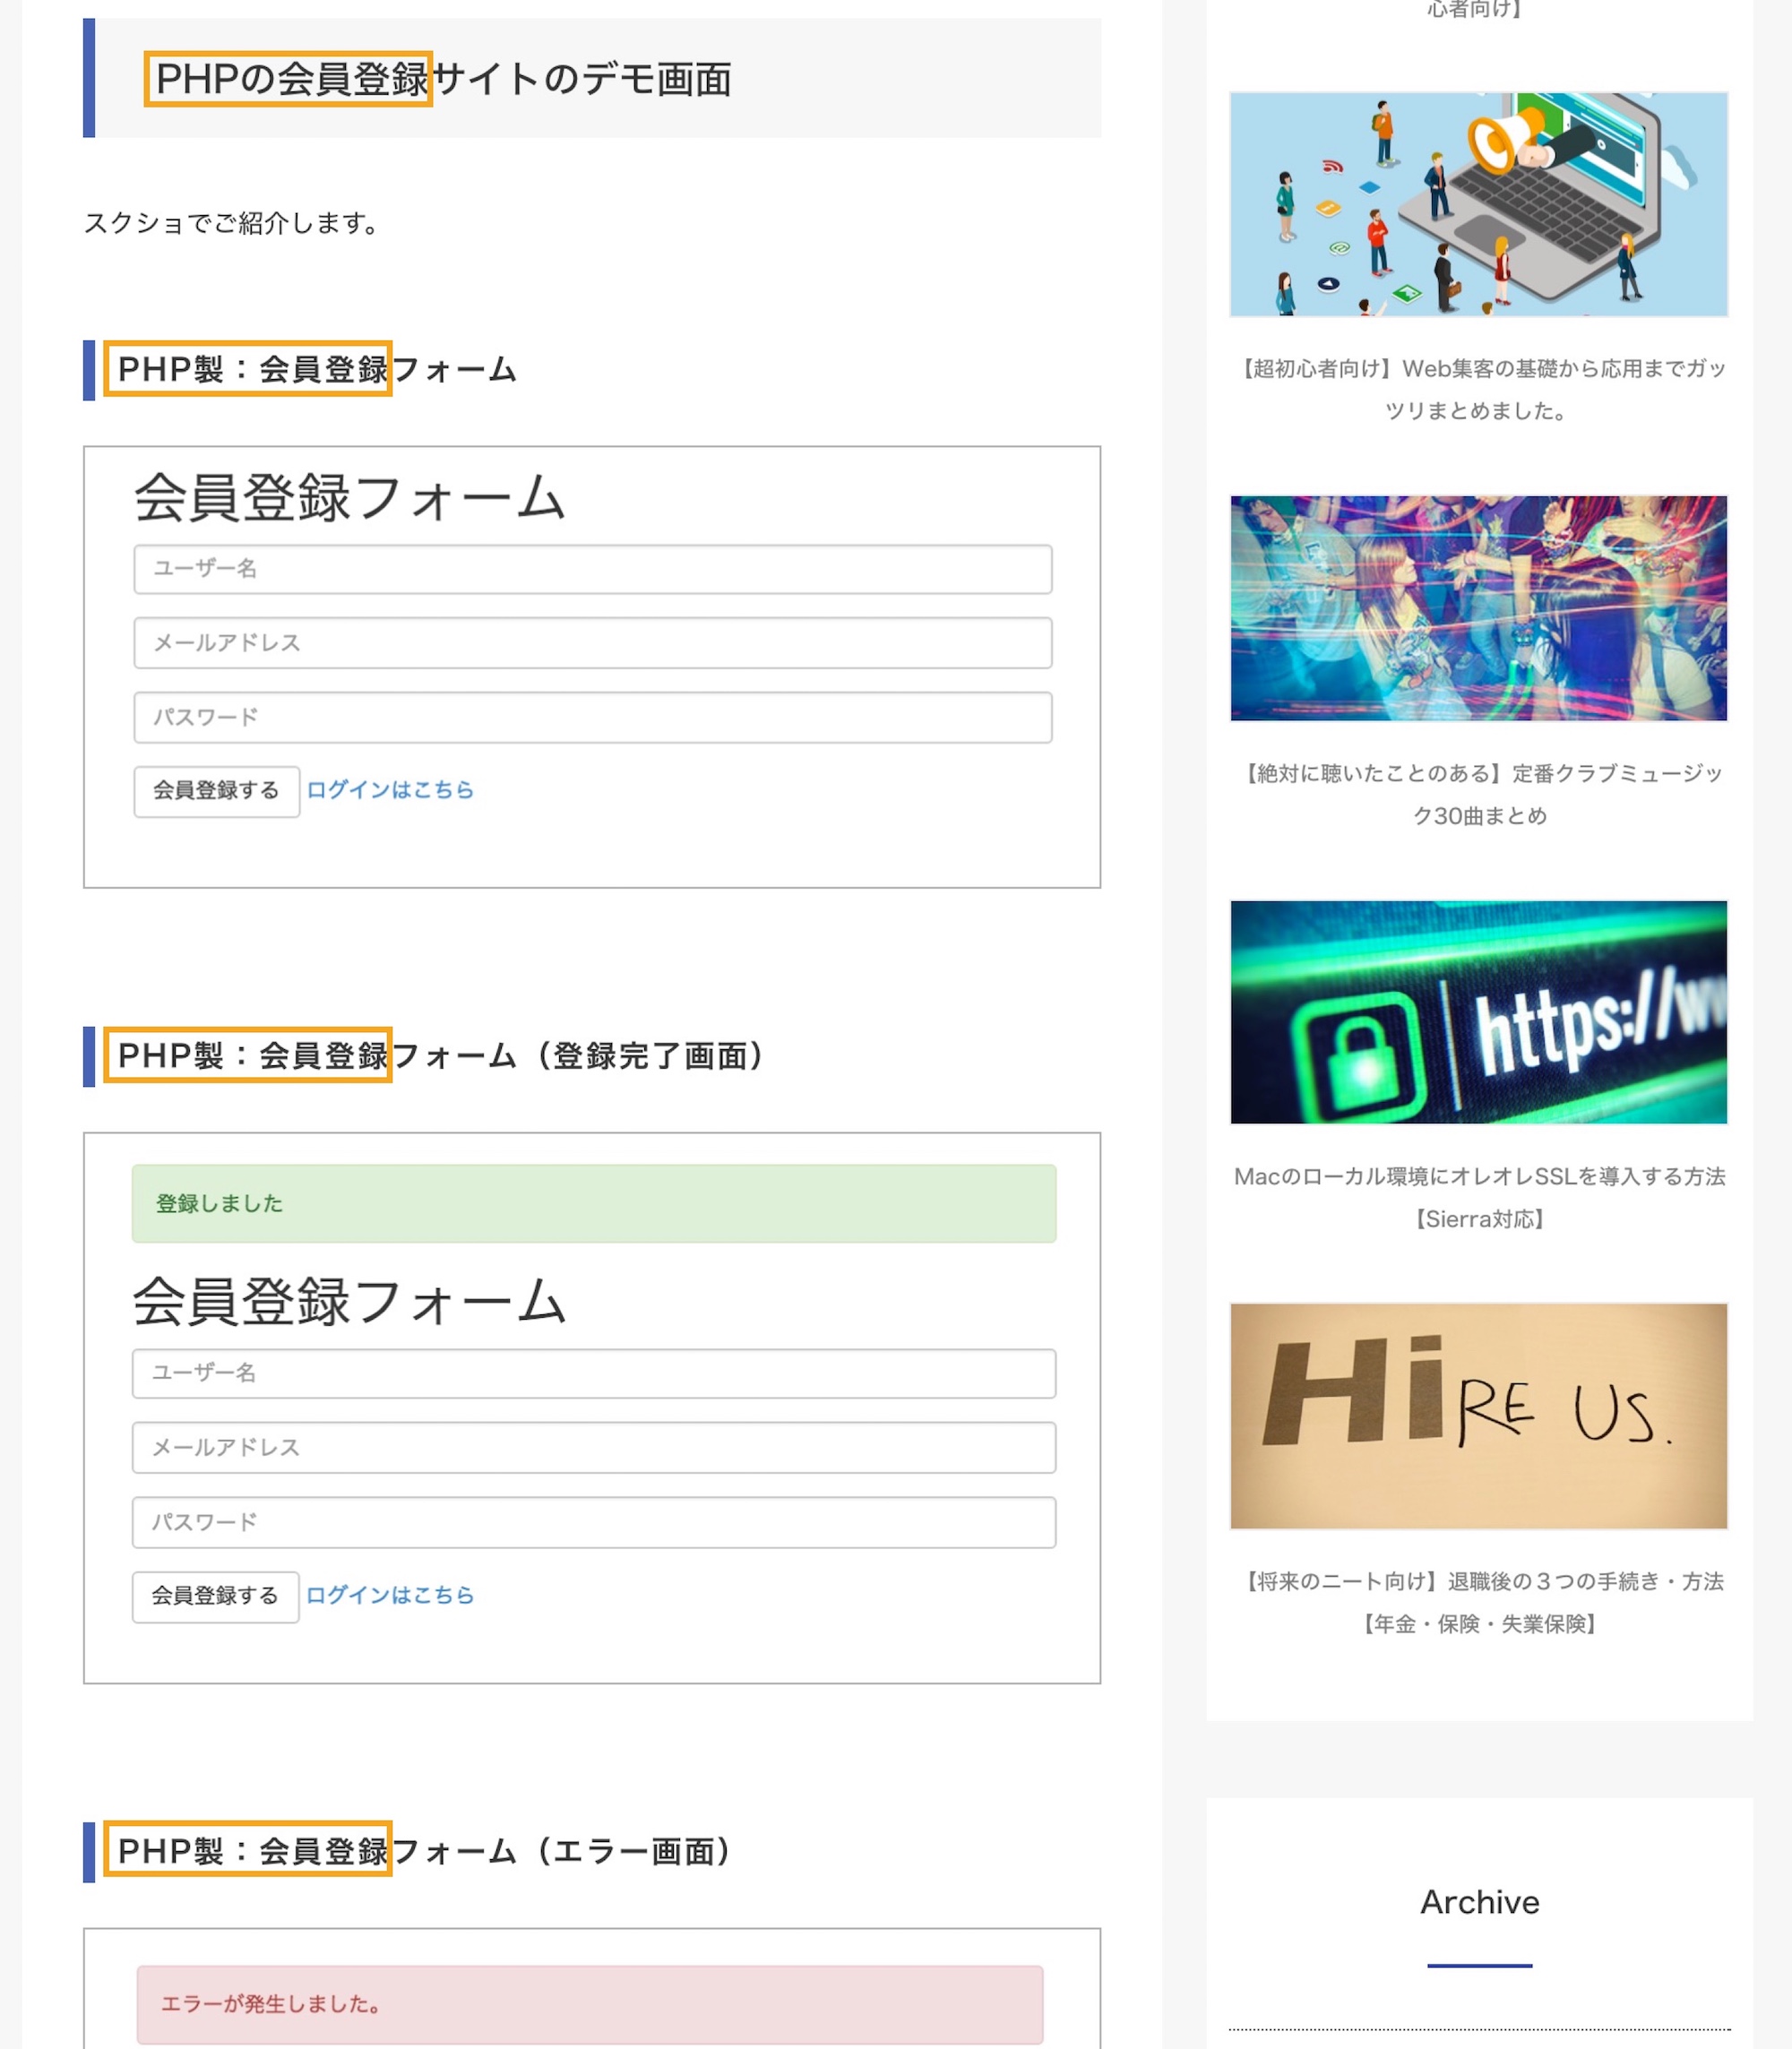 PHPの会員登録サイトのデモ画面
スクショでご紹介します。
PHP製：会員登録フォーム
会員登録フォーム
ユーザー名
メールアドレス
パスワード
会員登録する ログインはこちら
PHP製：会員登録フォーム（登録完了画面）
登録しました
会員登録フォーム
ユーザー名
メールアドレス
パスワード
会員登録する ログインはこちら
PHP製：会員登録フォーム（エラー画面）
エラーが発生しました。
心者向け】
【超初心者向け】Web集客の基礎から応用までガッ
ツリまとめました。
【絶対に聴いたことのある】定番クラブミュージッ
ク30曲まとめ
https://ww
Macのローカル環境にオレオレSSLを導入する方法
【Sierra対応】
HiRE US.
【将来のニート向け】退職後の３つの手続き・方法
【年金・保険・失業保険】
Archive